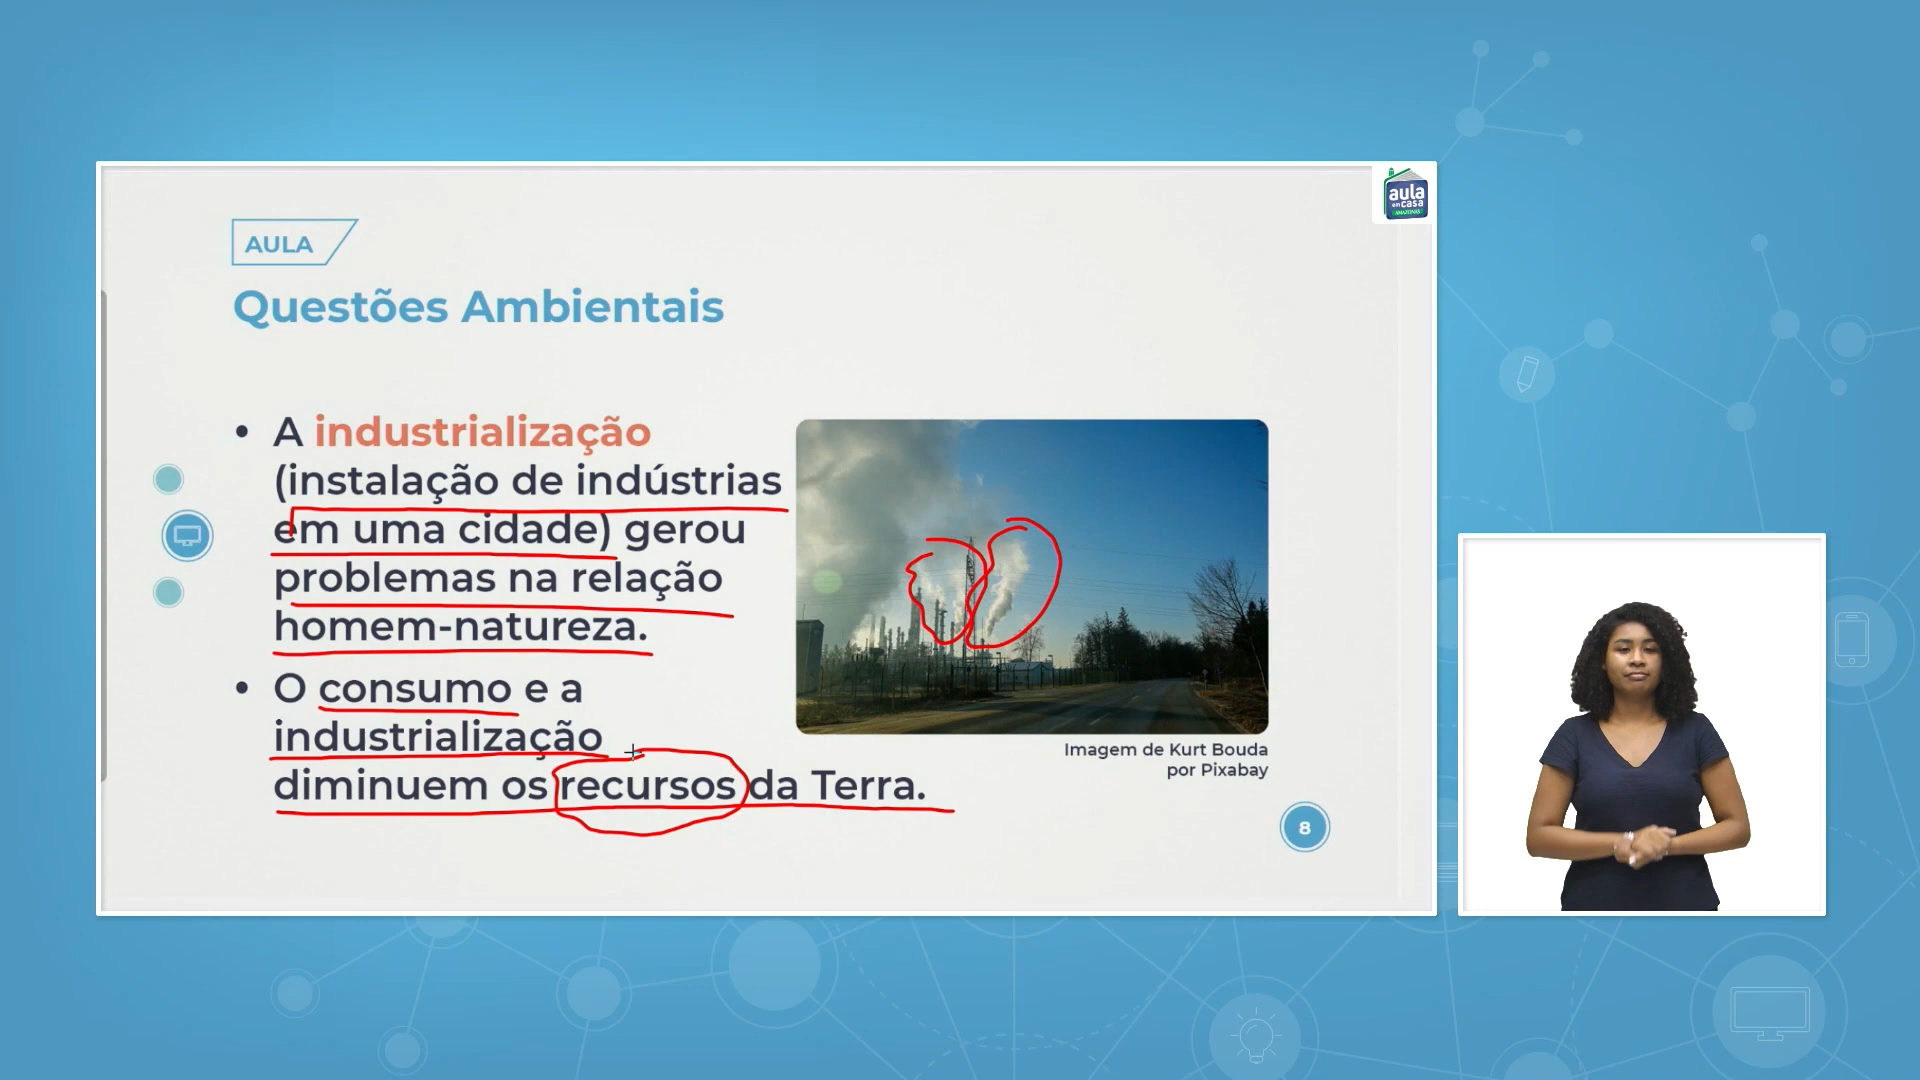 aula
em casa
AMAZONAS
AULA
Questões Ambientais
• A industrialização
(instalação de indústrias
em uma cidade) gerou
problemas na relação
homem-natureza.
• O consumo e a
industrialização
diminuem os recursos da Terra.
Imagem de Kurt Bouda
por Pixabay
8